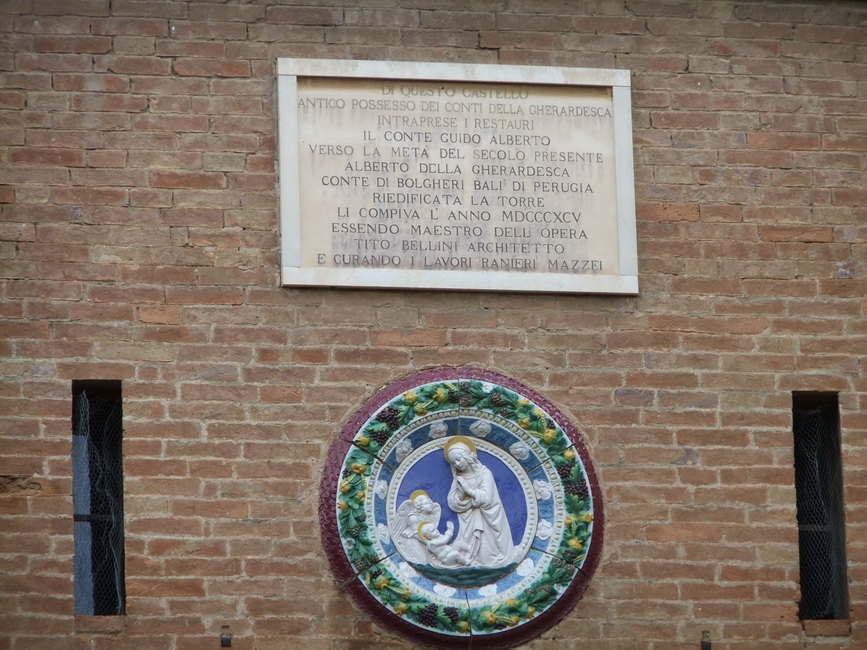 DI QUESTO CASTELLO
ANTICO POSSESSO DEI CONTI DELLA GHERARDESCA
INTRAPRESE I RESTAURI
IL CONTE GUIDO ALBERTO
VERSO LA METÀ DEL SECOLO PRESENTE
ALBERTO DELLA GHERARDESCA
CONTE DI BOLGHERI BALÌ DI PERUGIA
RIEDIFICATA LA TORRE
LI COMPIVA L' ANNO MDCCCXCV
ESSENDO MAESTRO DELL' OPERA
TITO BELLINI ARCHITETTO
E CURANDO I LAVORI RANIERI MAZZEI